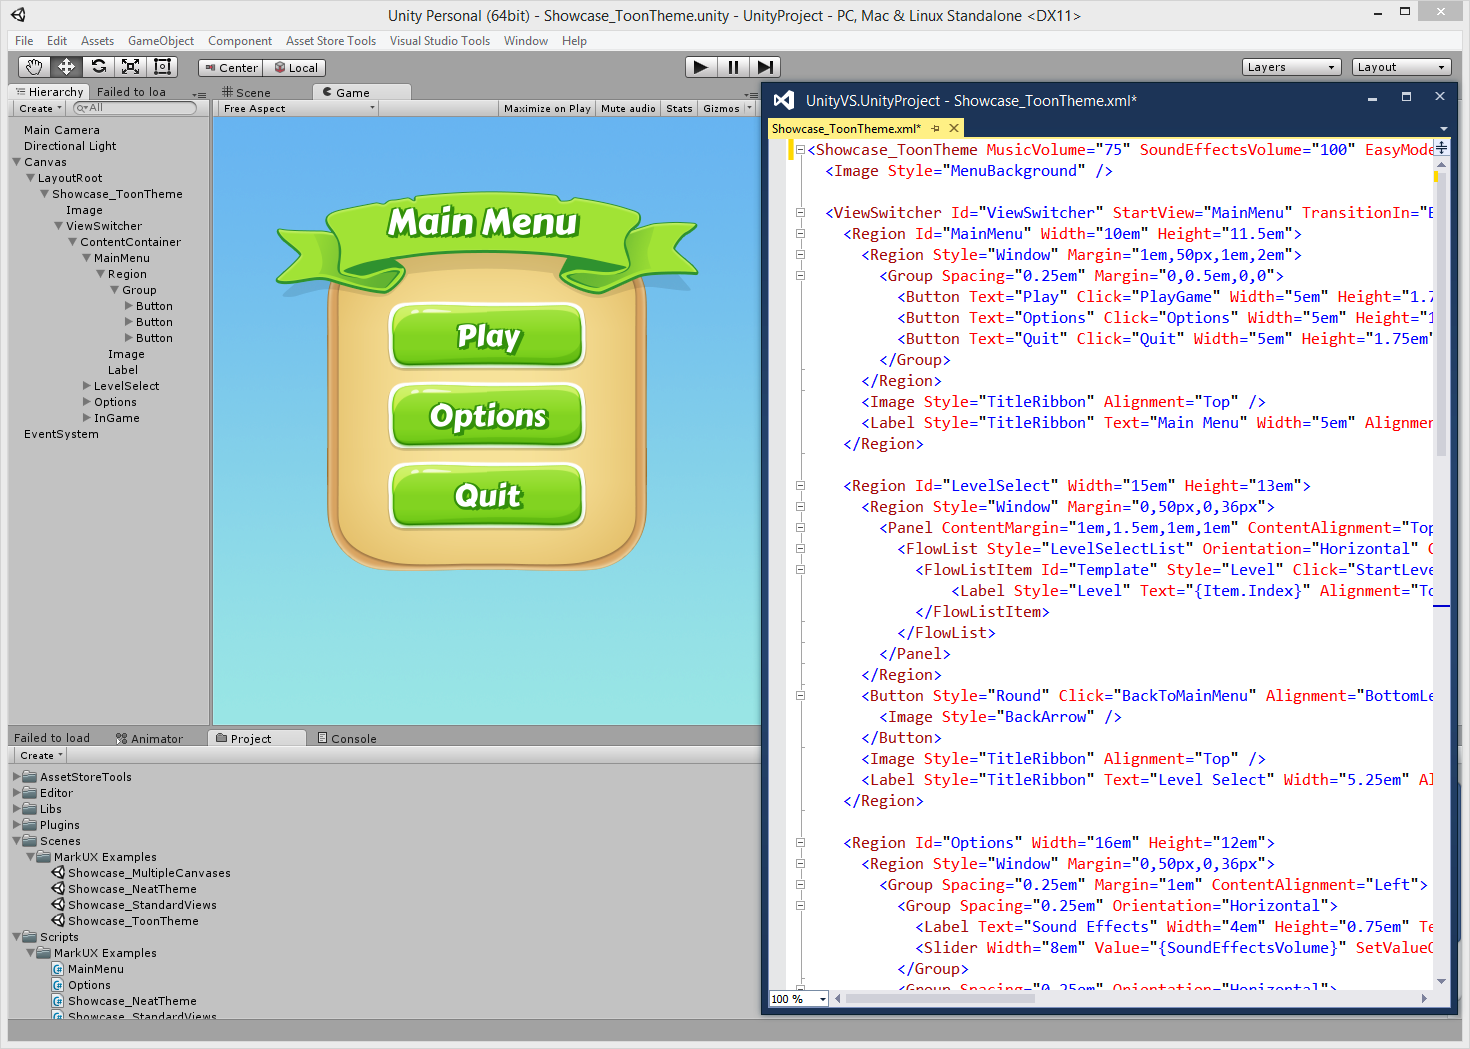 Unity Personal (64bit) - Showcase_ToonTheme.unity - UnityProject - PC, Mac & Linux Standalone <DX11>
File Edit Assets GameObject Component Asset Store Tools Visual Studio Tools Window Help
Center Local Layers Layout
Hierarchy Failed to loa
Create All
Main Camera
Directional Light
Canvas
LayoutRoot
Showcase_ToonTheme
Image
ViewSwitcher
ContentContainer
MainMenu
Region
Group
Button
Button
Button
Image
Label
LevelSelect
Options
InGame
EventSystem
Scene Game
Free Aspect Maximize on Play Mute audio Stats Gizmos
Main Menu
Play
Options
Quit
Failed to load Animator Project Console
Create
AssetStoreTools
Editor
Libs
Plugins
Scenes
MarkUX Examples
Showcase_MultipleCanvases
Showcase_NeatTheme
Showcase_StandardViews
Showcase_ToonTheme
Scripts
MarkUX Examples
MainMenu
Options
Showcase_NeatTheme
Showcase_StandardViews
UnityVS.UnityProject - Showcase_ToonTheme.xml*
Showcase_ToonTheme.xml*
<Showcase_ToonTheme MusicVolume="75" SoundEffectsVolume="100" EasyMode
<Image Style="MenuBackground" />
<ViewSwitcher Id="ViewSwitcher" StartView="MainMenu" TransitionIn="
<Region Id="MainMenu" Width="10em" Height="11.5em">
<Region Style="Window" Margin="1em,50px,1em,2em">
<Group Spacing="0.25em" Margin="0,0.5em,0,0">
<Button Text="Play" Click="PlayGame" Width="5em" Height="1.7
<Button Text="Options" Click="Options" Width="5em" Height="1
<Button Text="Quit" Click="Quit" Width="5em" Height="1.75em"
</Group>
</Region>
<Image Style="TitleRibbon" Alignment="Top" />
<Label Style="TitleRibbon" Text="Main Menu" Width="5em" Alignmen
</Region>
<Region Id="LevelSelect" Width="15em" Height="13em">
<Region Style="Window" Margin="0,50px,0,36px">
<Panel ContentMargin="1em,1.5em,1em,1em" ContentAlignment="Top
<FlowList Style="LevelSelectList" Orientation="Horizontal"
<FlowListItem Id="Template" Style="Level" Click="StartLeve
<Label Style="Level" Text="{Item.Index}" Alignment="To
</FlowListItem>
</FlowList>
</Panel>
</Region>
<Button Style="Round" Click="BackToMainMenu" Alignment="BottomLe
<Image Style="BackArrow" />
</Button>
<Image Style="TitleRibbon" Alignment="Top" />
<Label Style="TitleRibbon" Text="Level Select" Width="5.25em" Al
</Region>
<Region Id="Options" Width="16em" Height="12em">
<Region Style="Window" Margin="0,50px,0,36px">
<Group Spacing="0.25em" Margin="1em" ContentAlignment="Left">
<Group Spacing="0.25em" Orientation="Horizontal">
<Label Text="Sound Effects" Width="4em" Height="0.75em" Te
<Slider Width="8em" Value="{SoundEffectsVolume}" SetValueO
</Group>
<Group Spacing="0.25em" Orientation="Horizontal">
100 %